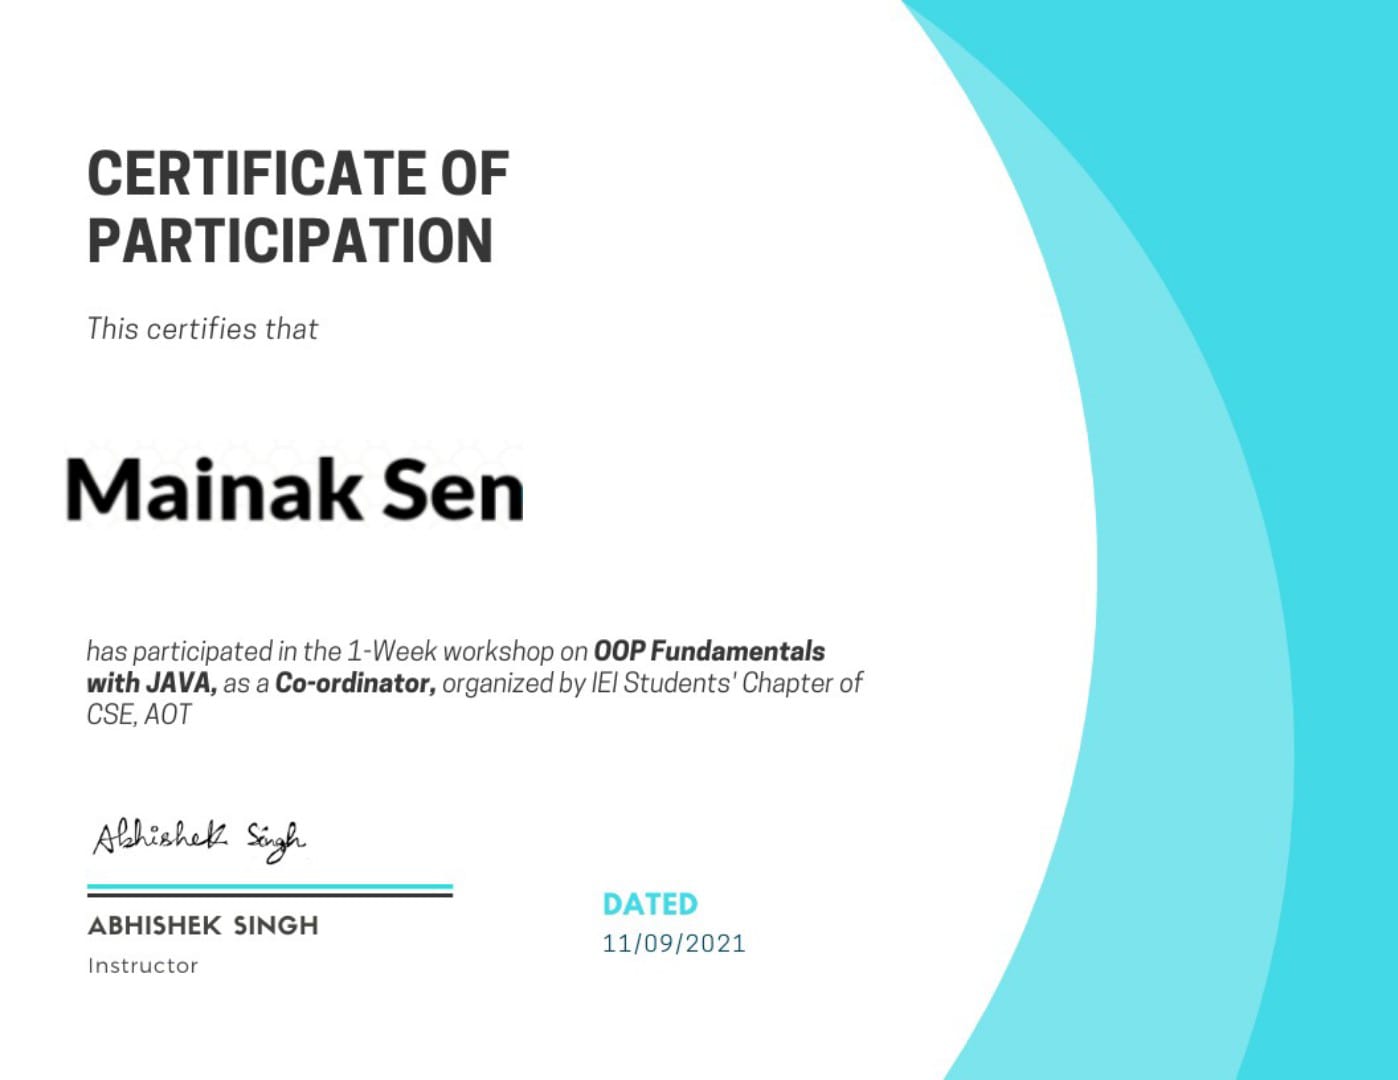 CERTIFICATE OF
PARTICIPATION
This certifies that
Mainak Sen
has participated in the 1-Week workshop on OOP Fundamentals
with JAVA, as a Co-ordinator, organized by IEI Students' Chapter of
CSE, AOT
Abhishek Singh
ABHISHEK SINGH
Instructor
DATED
11/09/2021